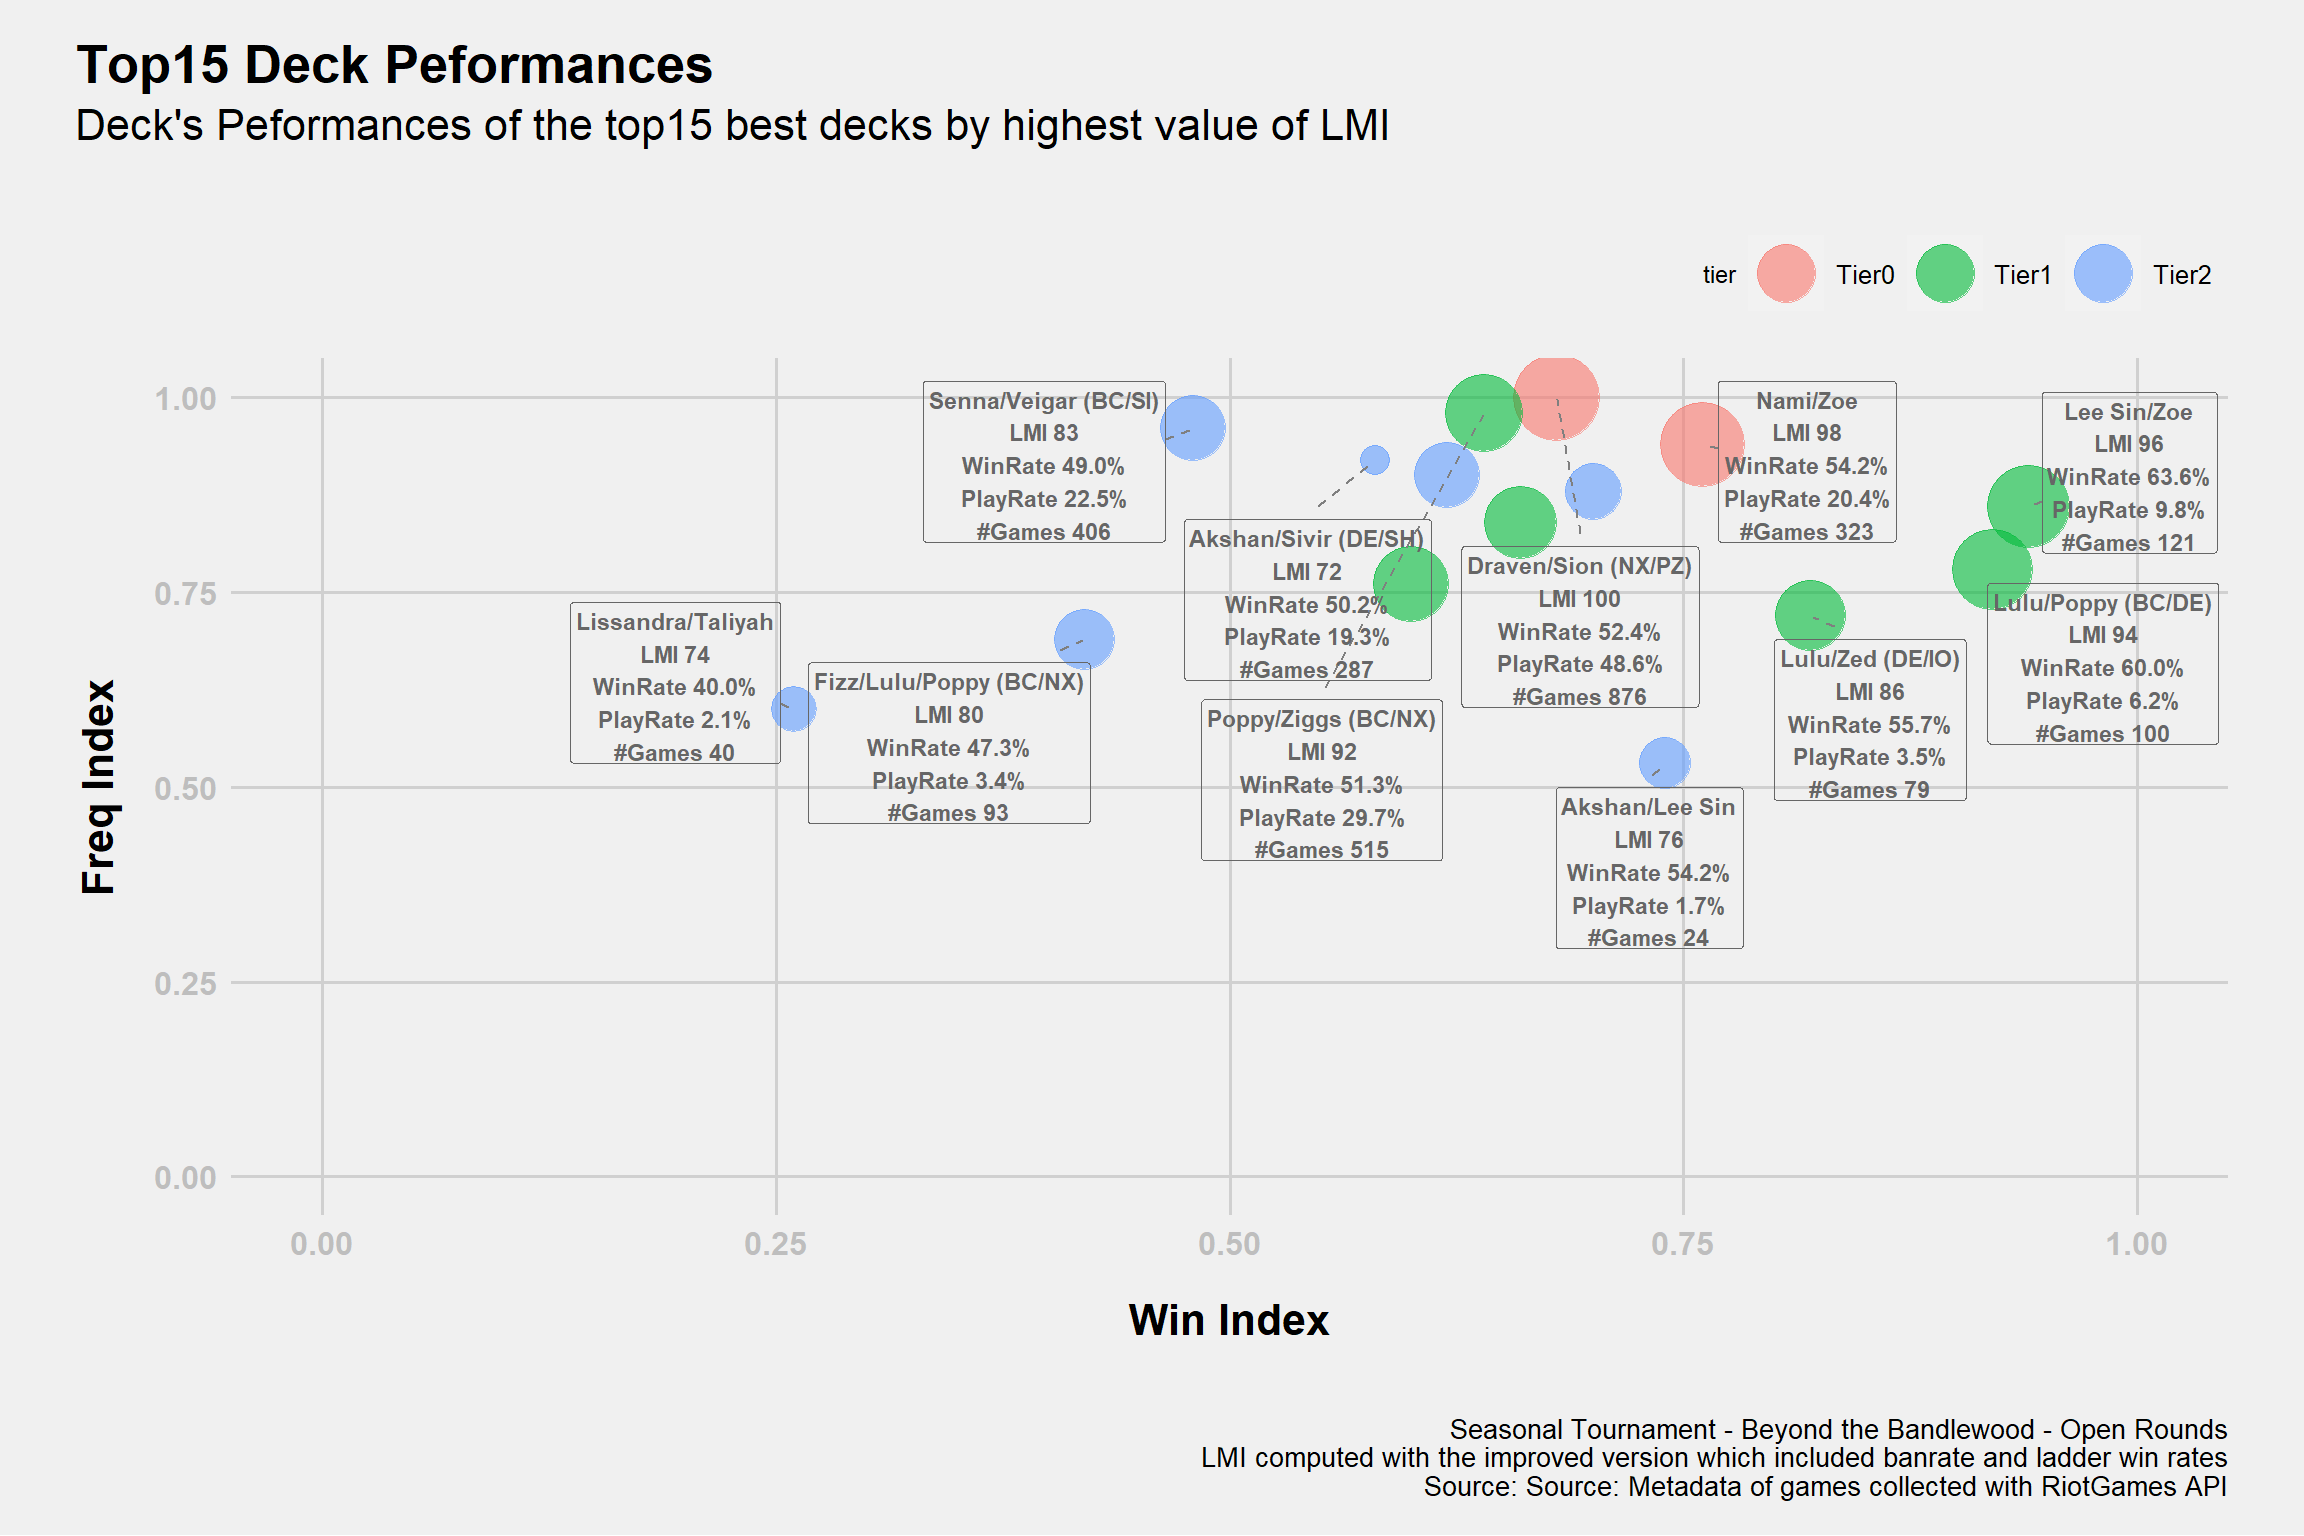 Top15 Deck Peformances
Deck's Peformances of the top15 best decks by highest value of LMI
tier
Tier0
Tier1
Tier2
Freq Index
1.00
0.75
0.50
0.25
0.00
Senna/Veigar (BC/SI)
LMI 83
WinRate 49.0%
PlayRate 22.5%
#Games 406
Nami/Zoe
LMI 98
WinRate 54.2%
PlayRate 20.4%
#Games 323
Lee Sin/Zoe
LMI 96
WinRate 63.6%
PlayRate 9.8%
#Games 121
Akshan/Sivir (DE/SH)
LMI 72
WinRate 50.2%
PlayRate 19.3%
#Games 287
Draven/Sion (NX/PZ)
LMI 100
WinRate 52.4%
PlayRate 48.6%
#Games 876
Lulu/Poppy (BC/DE)
LMI 94
WinRate 60.0%
PlayRate 6.2%
#Games 100
Lissandra/Taliyah
LMI 74
WinRate 40.0%
PlayRate 2.1%
#Games 40
Lulu/Zed (DE/IO)
LMI 86
WinRate 55.7%
PlayRate 3.5%
#Games 79
Fizz/Lulu/Poppy (BC/NX)
LMI 80
WinRate 47.3%
PlayRate 3.4%
#Games 93
Poppy/Ziggs (BC/NX)
LMI 92
WinRate 51.3%
PlayRate 29.7%
#Games 515
Akshan/Lee Sin
LMI 76
WinRate 54.2%
PlayRate 1.7%
#Games 24
0.00
0.25
0.50
0.75
1.00
Win Index
Seasonal Tournament - Beyond the Bandlewood - Open Rounds
LMI computed with the improved version which included banrate and ladder win rates
Source: Source: Metadata of games collected with RiotGames API